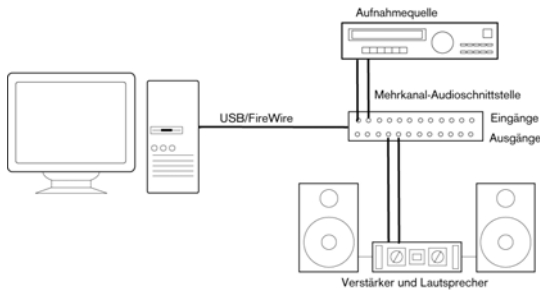 Aufnahmequelle
Mehrkanal-Audioschnittstelle
USB/FireWire
Eingänge
Ausgänge
Verstärker und Lautsprecher